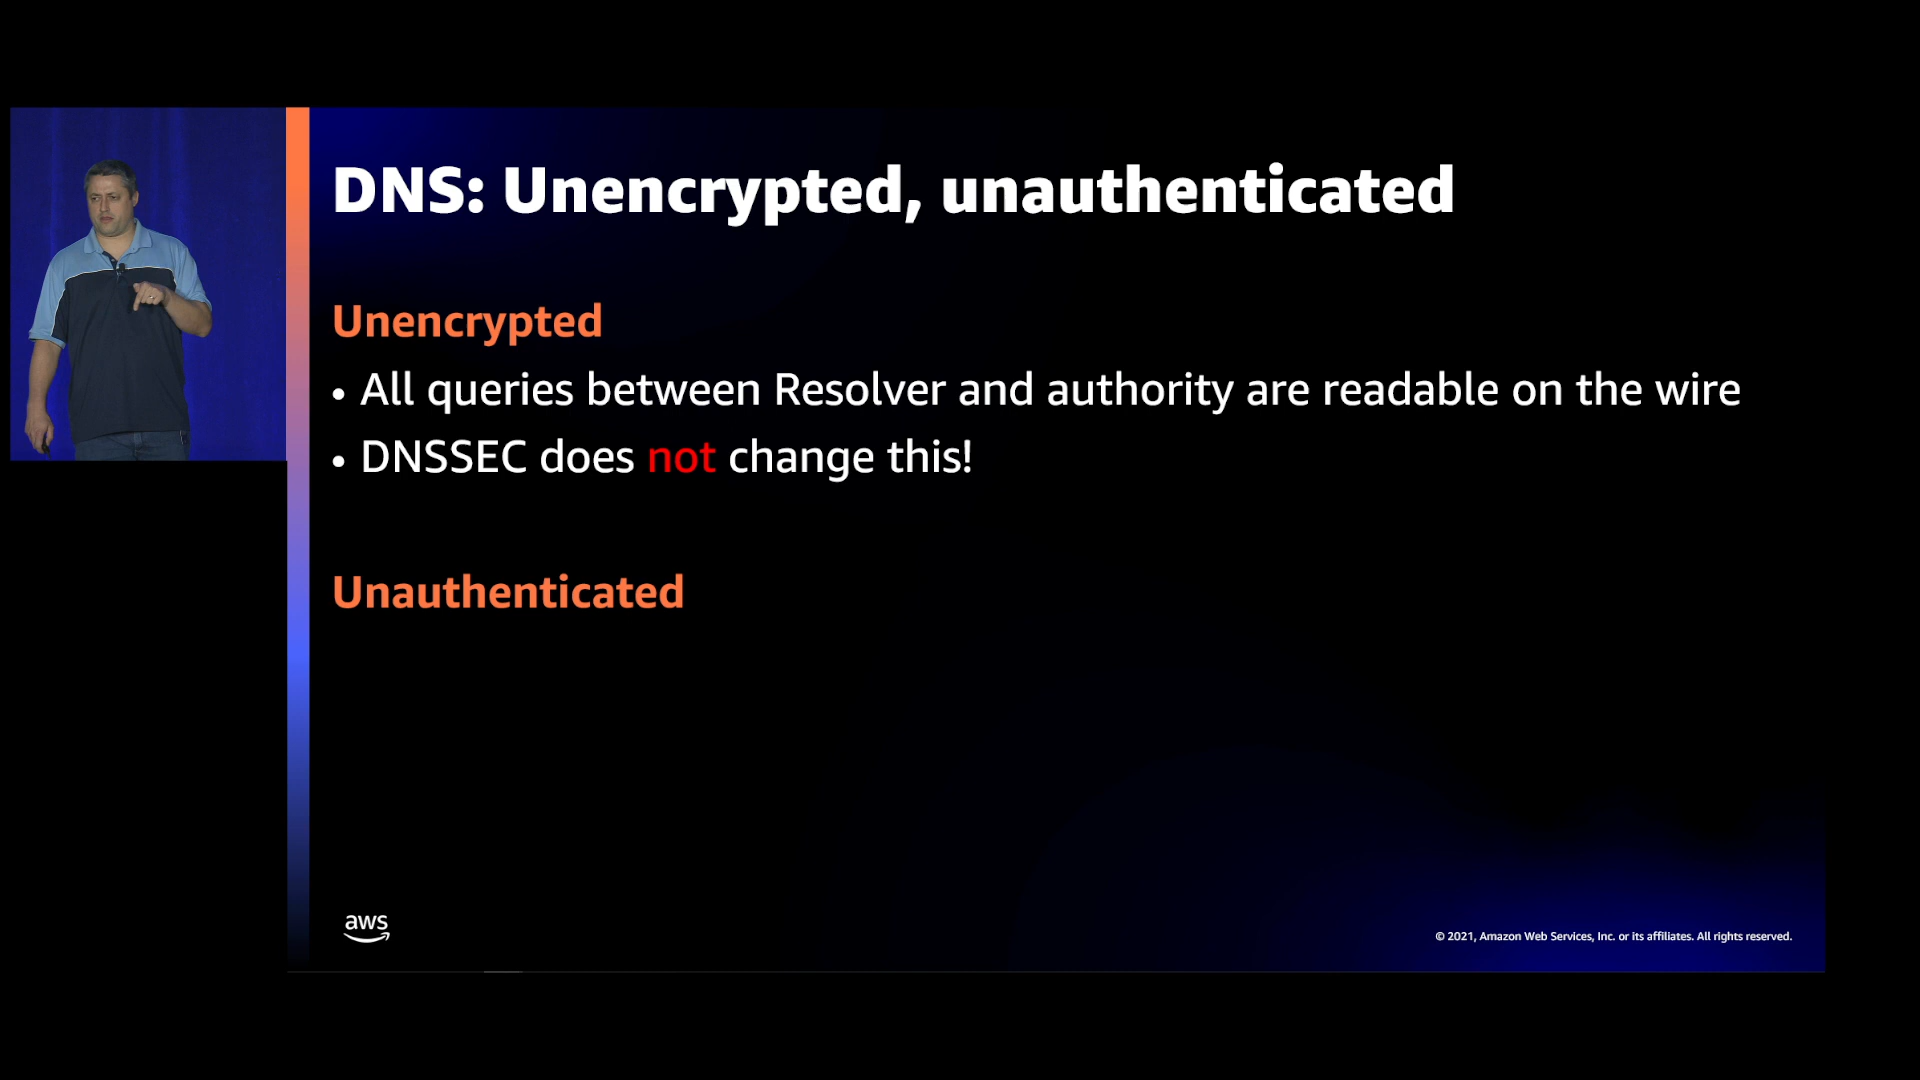 DNS: Unencrypted, unauthenticated
Unencrypted
• All queries between Resolver and authority are readable on the wire
• DNSSEC does not change this!
Unauthenticated
aws
© 2021, Amazon Web Services, Inc. or its affiliates. All rights reserved.